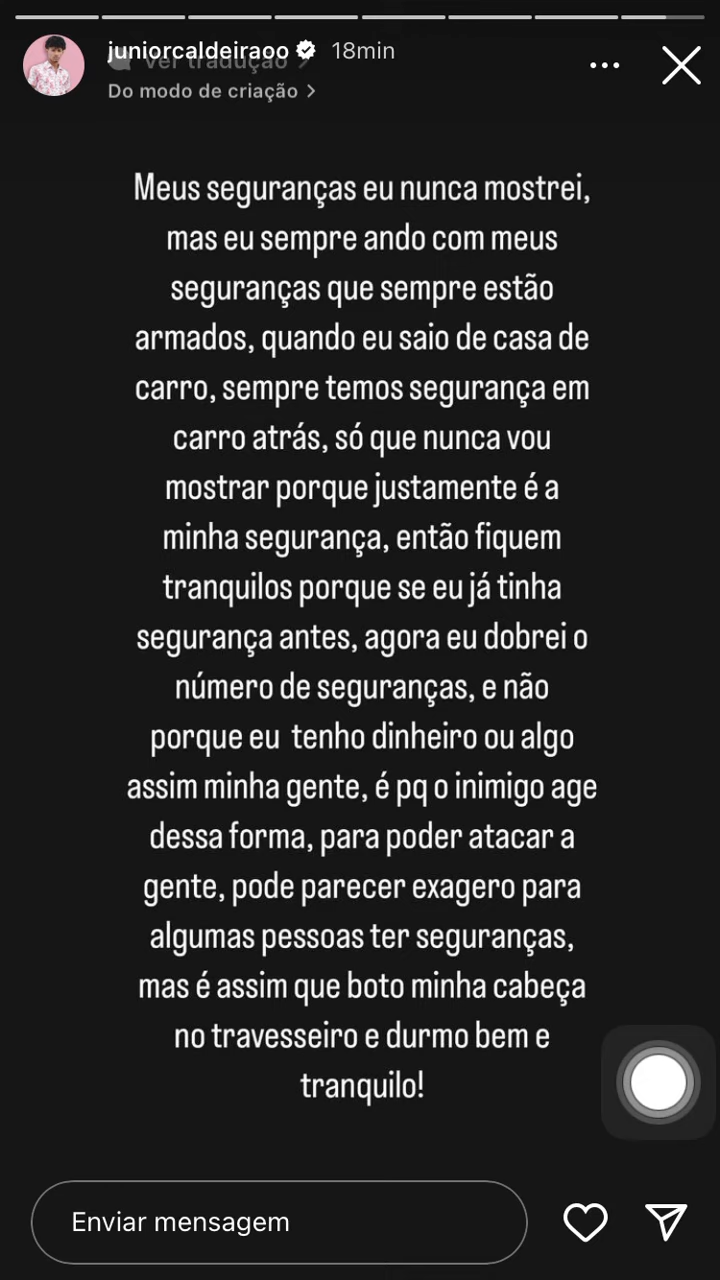 juniorcaldeiraoo 18min
Ver tradução
Do modo de criação
Meus seguranças eu nunca mostrei,
mas eu sempre ando com meus
seguranças que sempre estão
armados, quando eu saio de casa de
carro, sempre temos segurança em
carro atrás, só que nunca vou
mostrar porque justamente é a
minha segurança, então fiquem
tranquilos porque se eu já tinha
segurança antes, agora eu dobrei o
número de seguranças, e não
porque eu  tenho dinheiro ou algo
assim minha gente, é pq o inimigo age
dessa forma, para poder atacar a
gente, pode parecer exagero para
algumas pessoas ter seguranças,
mas é assim que boto minha cabeça
no travesseiro e durmo bem e
tranquilo!
Enviar mensagem